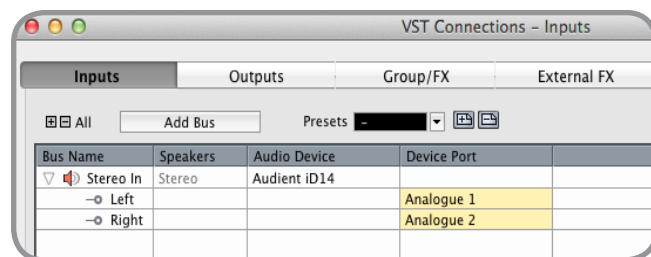 VST Connections – Inputs
Inputs Outputs Group/FX External FX
All Add Bus Presets –
Bus Name Speakers Audio Device Device Port
Stereo In Stereo Audient iD14
Left Analogue 1
Right Analogue 2